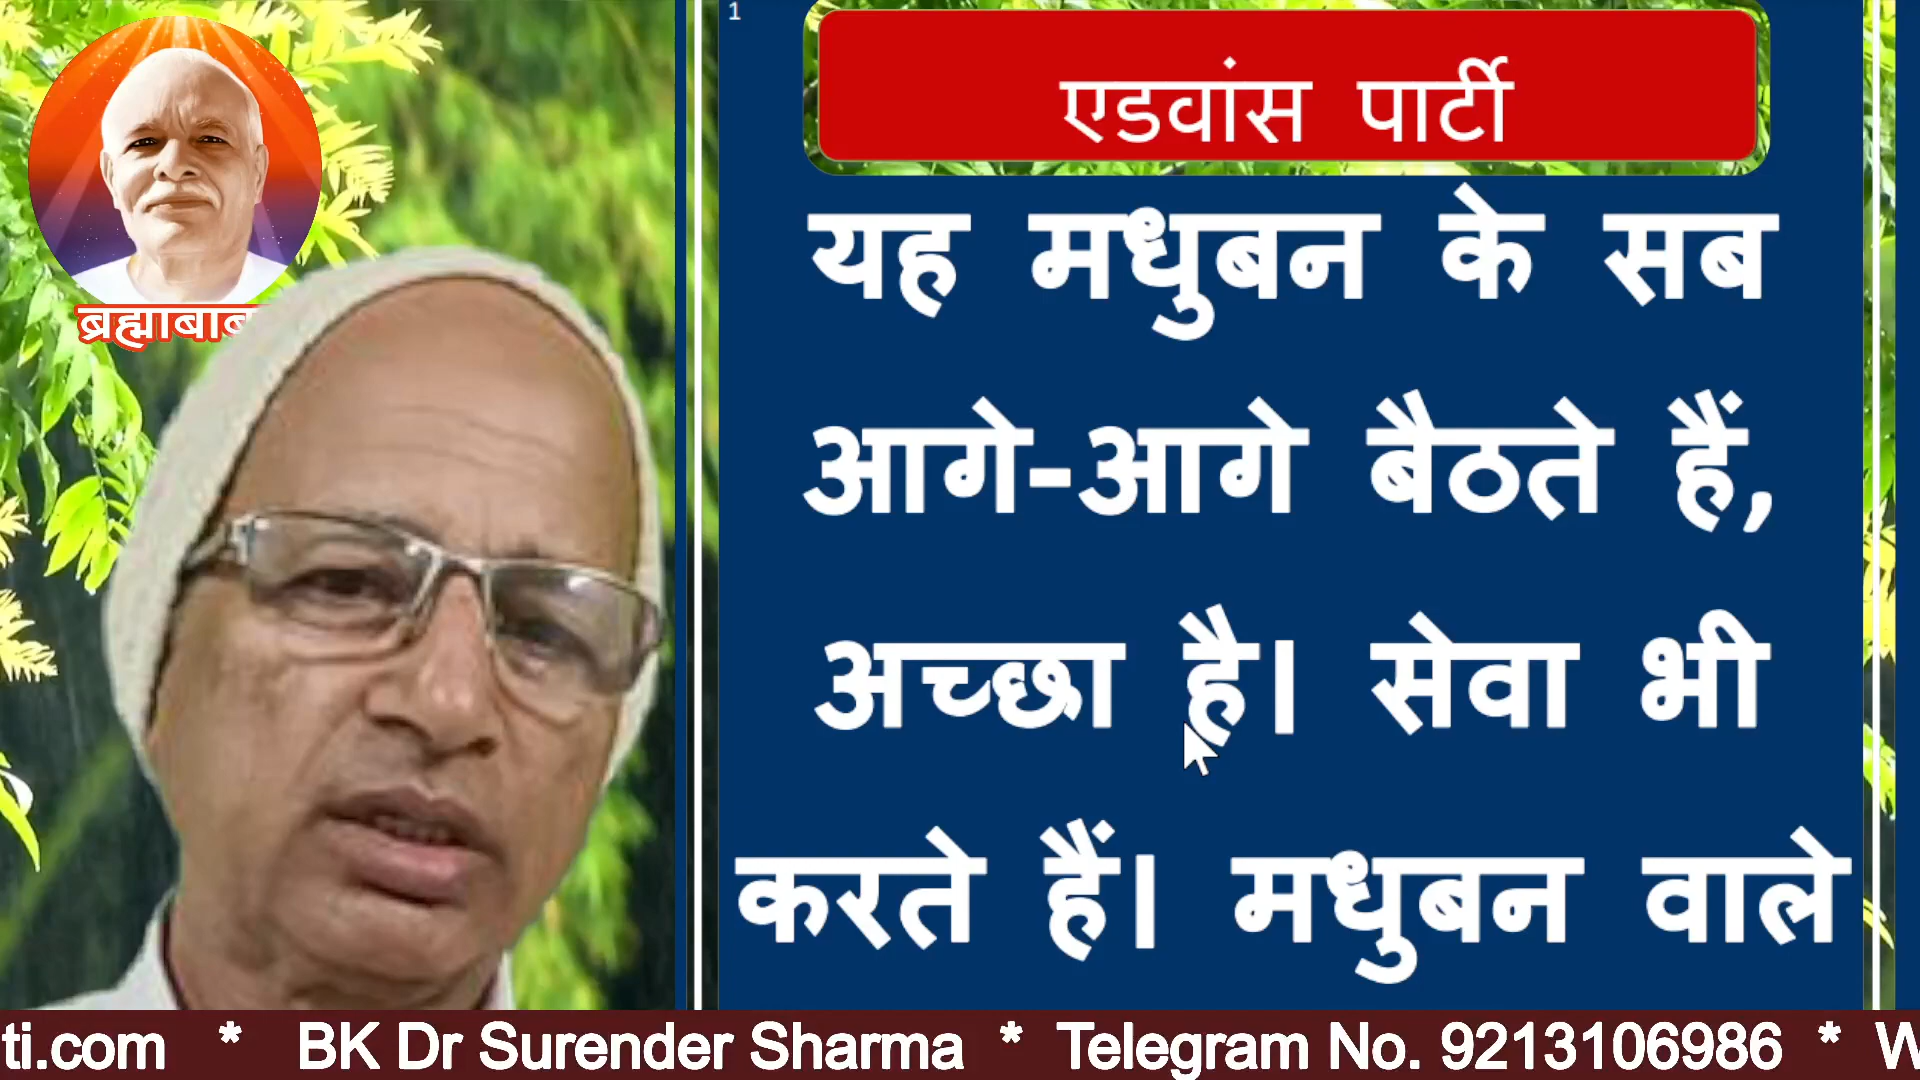 1
एडवांस पार्टी
यह मधुबन के सब
आगे-आगे बैठते हैं,
अच्छा है। सेवा भी
करते हैं। मधुबन वाले
ti.com * BK Dr Surender Sharma * Telegram No. 9213106986 * W